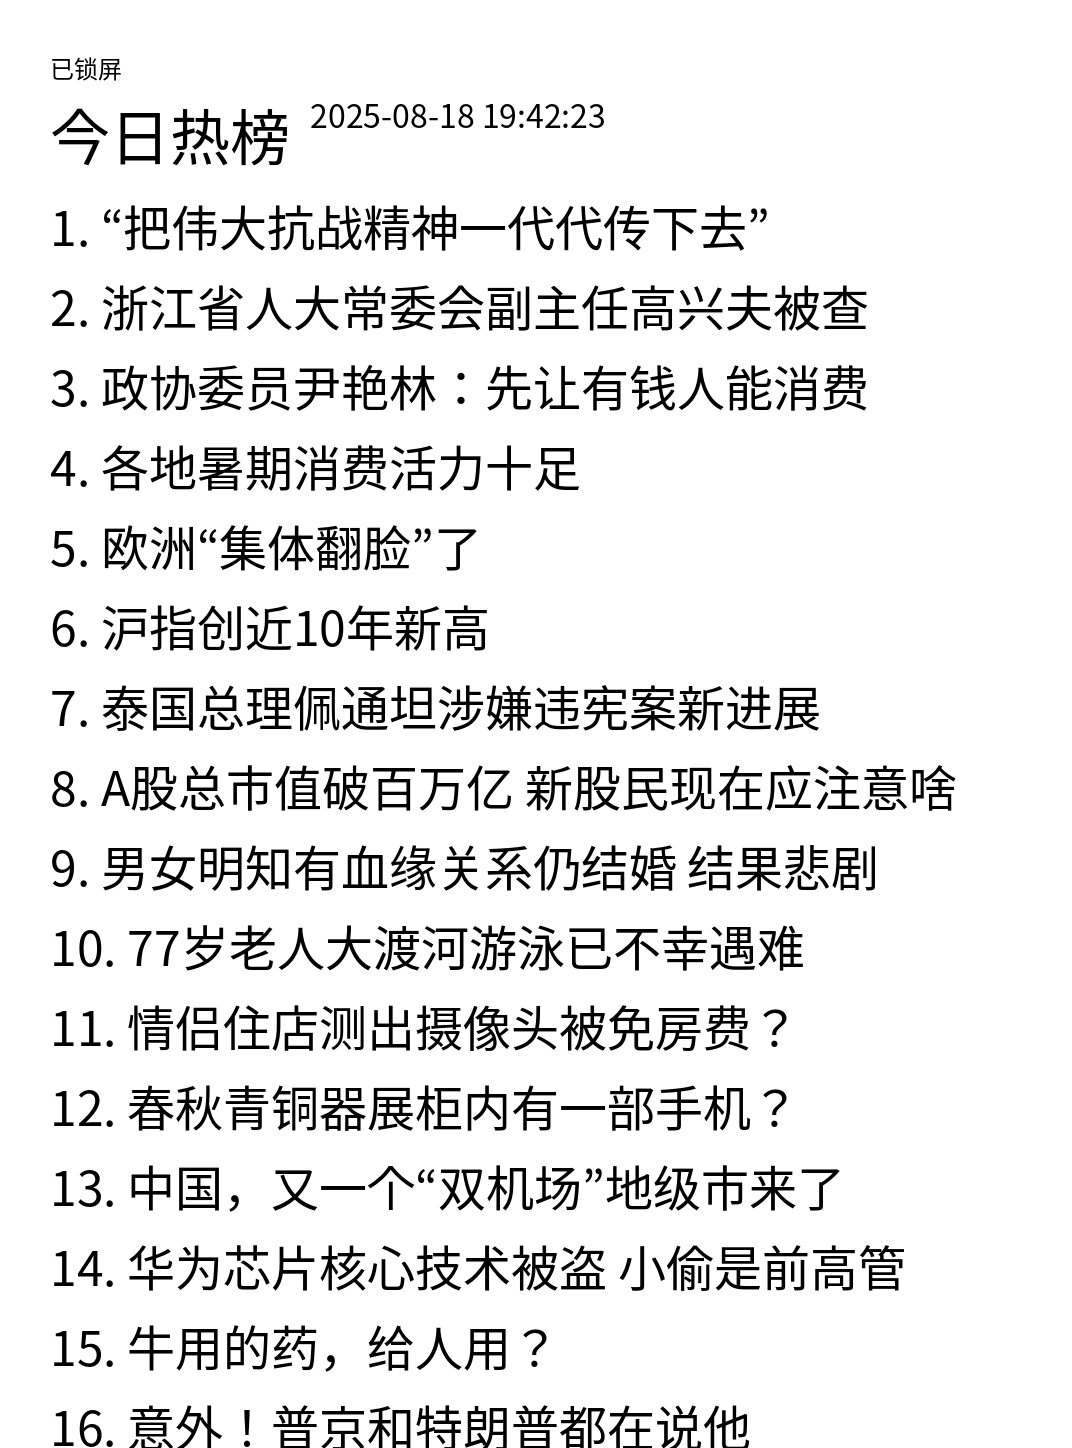 已锁屏
今日热榜 2025-08-18 19:42:23
1. “把伟大抗战精神一代代传下去”
2. 浙江省人大常委会副主任高兴夫被查
3. 政协委员尹艳林：先让有钱人能消费
4. 各地暑期消费活力十足
5. 欧洲“集体翻脸”了
6. 沪指创近10年新高
7. 泰国总理佩通坦涉嫌违宪案新进展
8. A股总市值破百万亿 新股民现在应注意啥
9. 男女明知有血缘关系仍结婚 结果悲剧
10. 77岁老人大渡河游泳已不幸遇难
11. 情侣住店测出摄像头被免房费？
12. 春秋青铜器展柜内有一部手机？
13. 中国，又一个“双机场”地级市来了
14. 华为芯片核心技术被盗 小偷是前高管
15. 牛用的药，给人用？
16. 意外！普京和特朗普都在说他